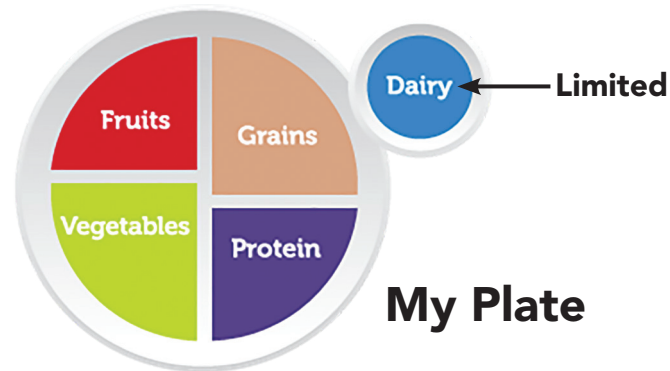 Fruits
Grains
Dairy
Limited
Vegetables
Protein
My Plate